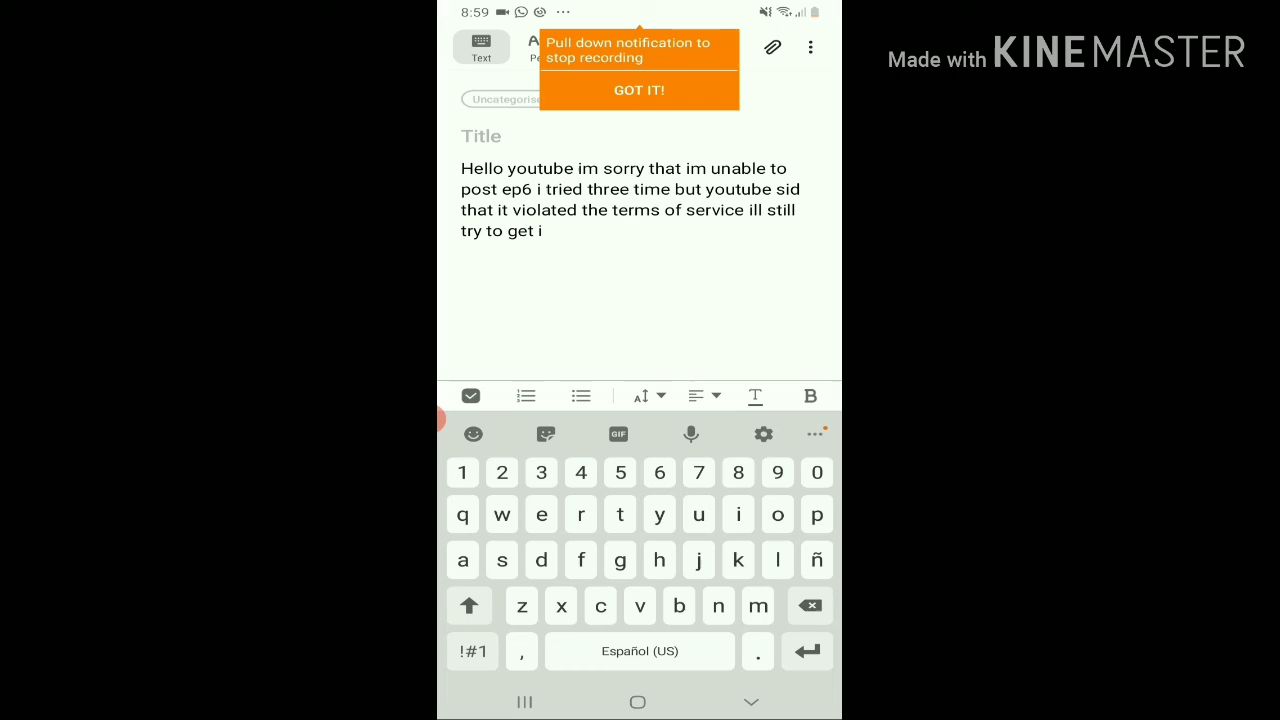 8:59
Made with KINEMASTER
Pull down notification to
stop recording
GOT IT!
Text
Uncategoris
Title
Hello youtube im sorry that im unable to
post ep6 i tried three time but youtube sid
that it violated the terms of service ill still
try to get i
A
T
B
GIF
1 2 3 4 5 6 7 8 9 0
q w e r t y u i o p
a s d f g h j k l ñ
z x c v b n m
!#1 , Español (US) .